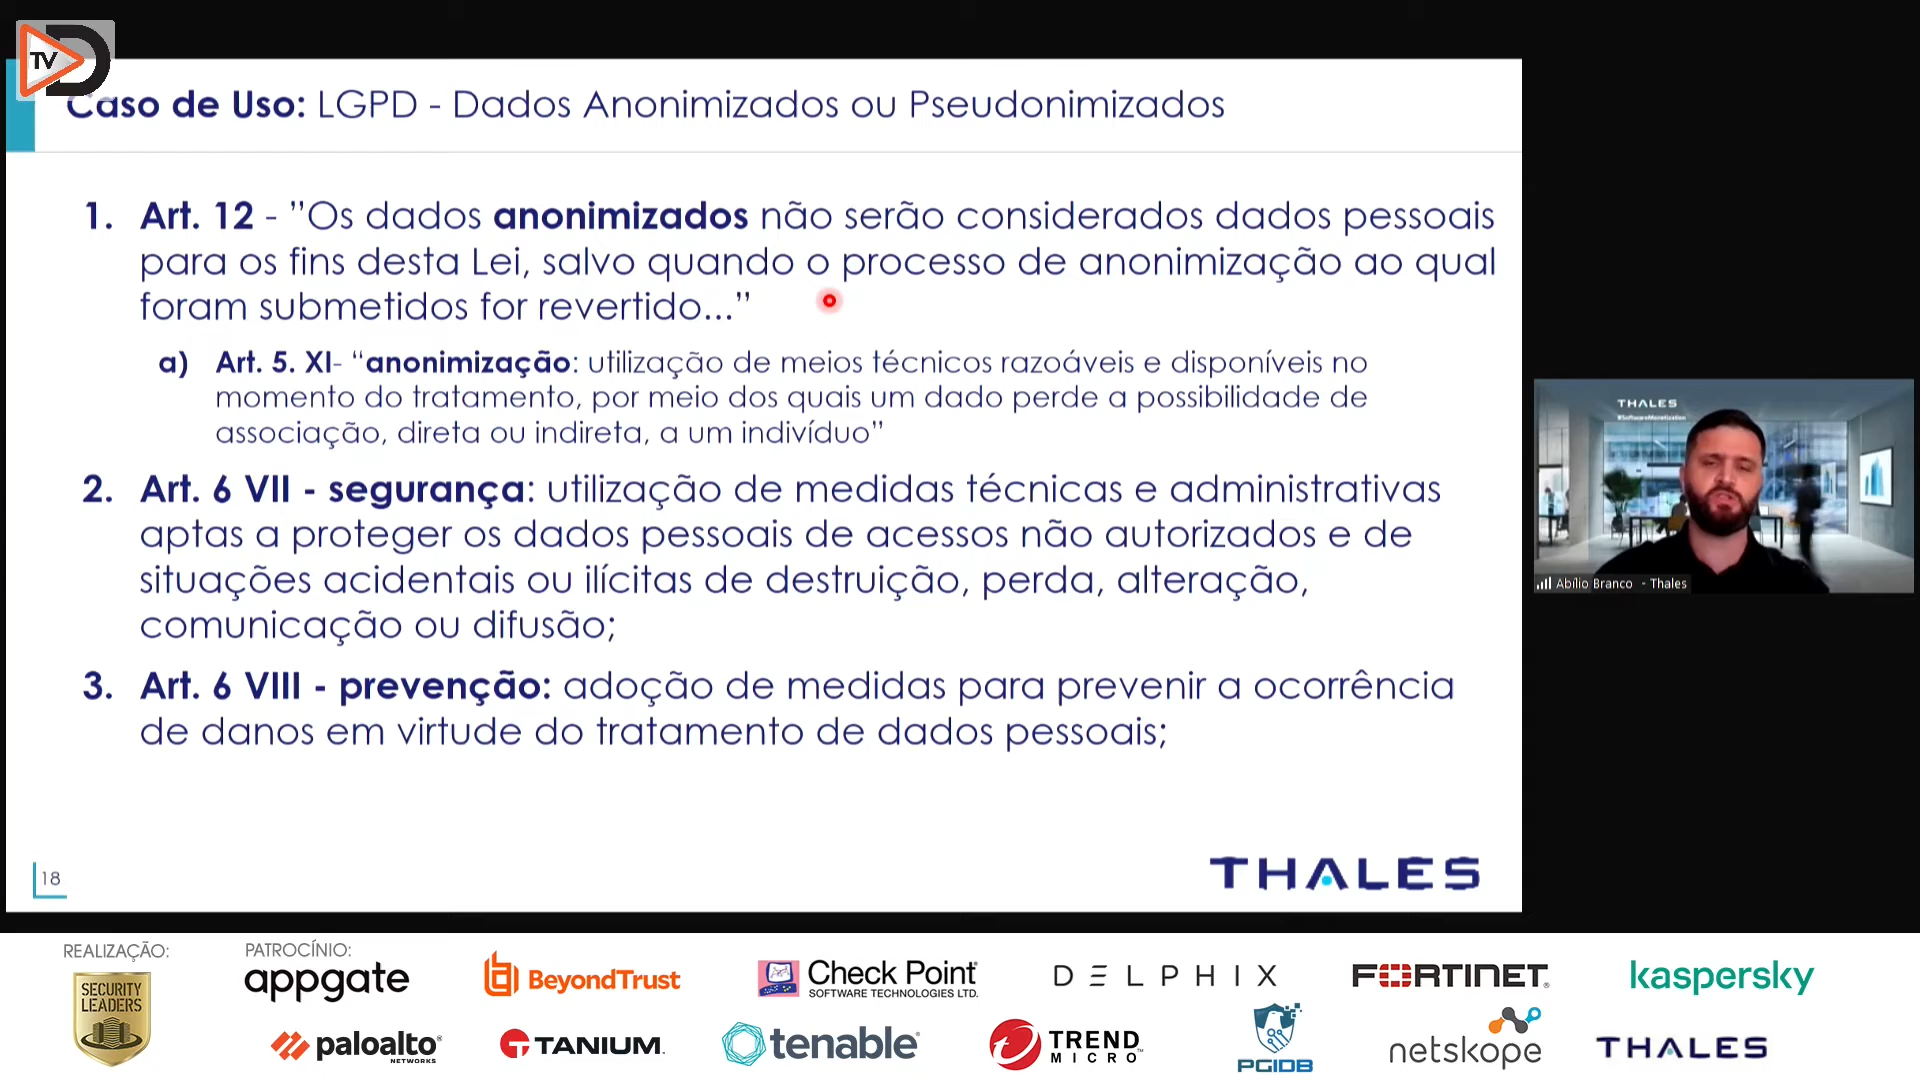 TV D
Caso de Uso: LGPD - Dados Anonimizados ou Pseudonimizados
1. Art. 12 - ”Os dados anonimizados não serão considerados dados pessoais
para os fins desta Lei, salvo quando o processo de anonimização ao qual
foram submetidos for revertido...”
a) Art. 5. XI- “anonimização: utilização de meios técnicos razoáveis e disponíveis no
momento do tratamento, por meio dos quais um dado perde a possibilidade de
associação, direta ou indireta, a um indivíduo”
2. Art. 6 VII - segurança: utilização de medidas técnicas e administrativas
aptas a proteger os dados pessoais de acessos não autorizados e de
situações acidentais ou ilícitas de destruição, perda, alteração,
comunicação ou difusão;
3. Art. 6 VIII - prevenção: adoção de medidas para prevenir a ocorrência
de danos em virtude do tratamento de dados pessoais;
18
THALES
THALES
#SoftwareMonetization
Abílio Branco - Thales
REALIZAÇÃO:
SECURITY
LEADERS
PATROCÍNIO:
appgate
BeyondTrust
Check Point
SOFTWARE TECHNOLOGIES LTD.
DELPHIX
FORTINET
kaspersky
paloalto
NETWORKS
TANIUM
tenable
TREND
MICRO
PGIDB
netskope
THALES